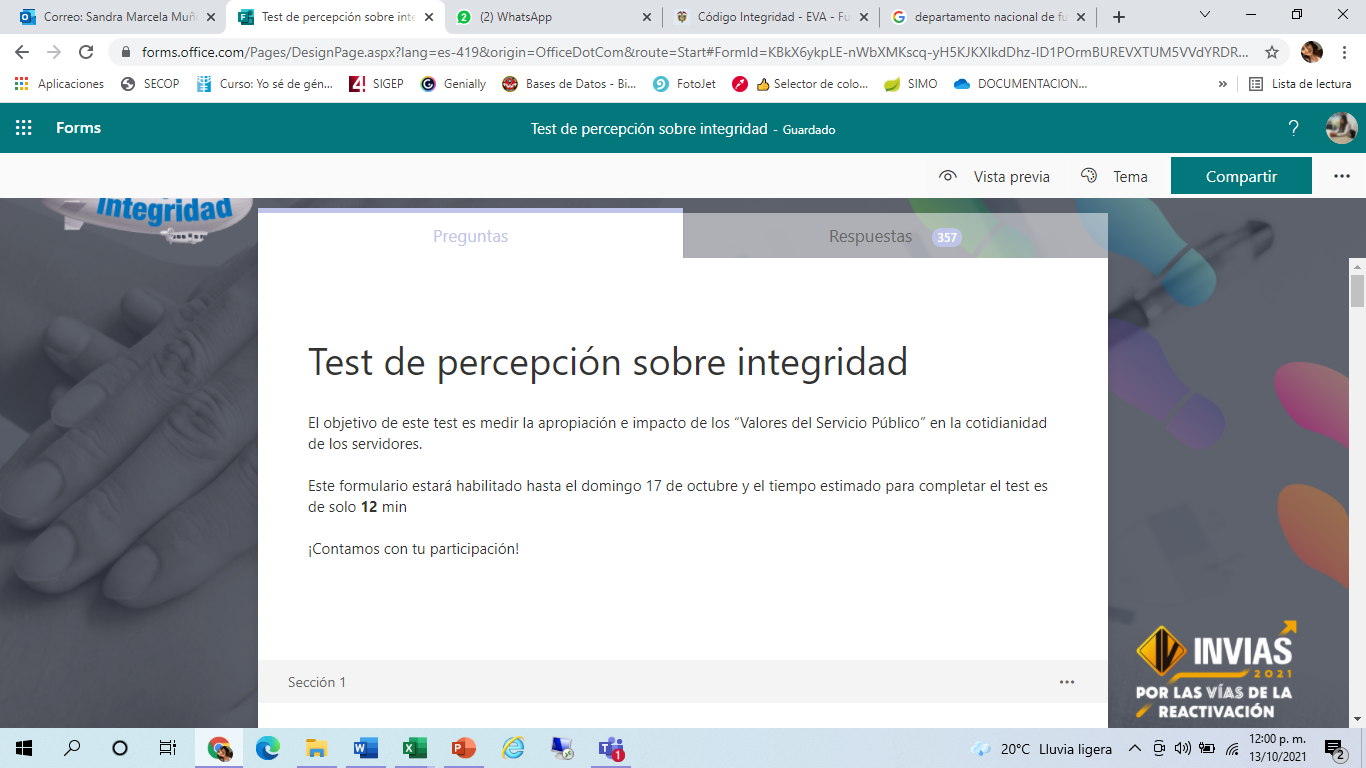 Correo: Sandra Marcela Muñ
Test de percepción sobre inte
(2) WhatsApp
Código Integridad - EVA - Fu
departamento nacional de fu
forms.office.com/Pages/DesignPage.aspx?lang=es-419&origin=OfficeDotCom&route=Start#FormId=KBkX6ykpLE-nWbXMKscq-yH5KJKXIkdDhz-ID1POrmBUREVXTUM5VVdYRDR...
Aplicaciones
SECOP
Curso: Yo sé de gén...
SIGEP
Genially
Bases de Datos - Bi...
FotoJet
Selector de colo...
SIMO
DOCUMENTACION...
»
Lista de lectura
Forms
Test de percepción sobre integridad - Guardado
?
Vista previa
Tema
Compartir
...
Integridad
Preguntas
Respuestas 357
Test de percepción sobre integridad
El objetivo de este test es medir la apropiación e impacto de los “Valores del Servicio Público” en la cotidianidad
de los servidores.
Este formulario estará habilitado hasta el domingo 17 de octubre y el tiempo estimado para completar el test es
de solo 12 min
¡Contamos con tu participación!
Sección 1
...
INVIAS
2021
POR LAS VÍAS DE LA
REACTIVACIÓN
20°C Lluvia ligera
12:00 p. m.
13/10/2021
2
1